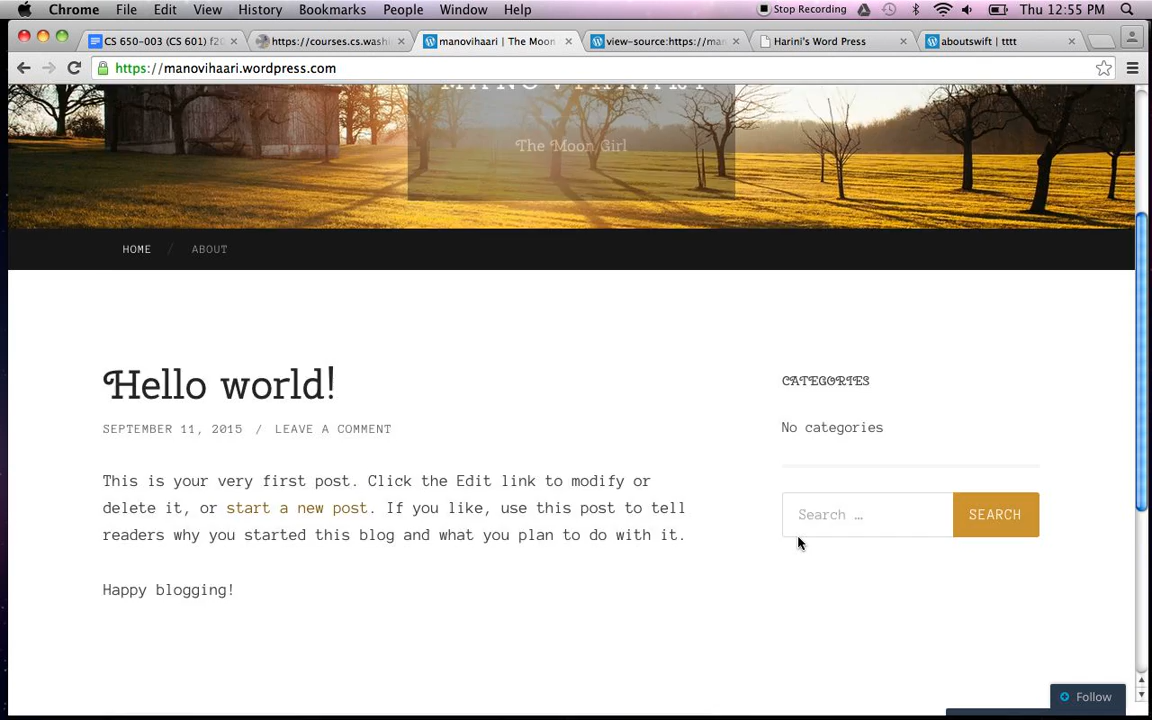 Chrome File Edit View History Bookmarks People Window Help Stop Recording Thu 12:55 PM
CS 650-003 (CS 601) f20 https://courses.cs.wash manovihaari | The Moon view-source:https://man Harini's Word Press aboutswift | tttt
https://manovihaari.wordpress.com
MANOVIHAARI
The Moon Girl
HOME / ABOUT
Hello world!
SEPTEMBER 11, 2015 / LEAVE A COMMENT
This is your very first post. Click the Edit link to modify or
delete it, or start a new post. If you like, use this post to tell
readers why you started this blog and what you plan to do with it.
Happy blogging!
CATEGORIES
No categories
Search … SEARCH
Follow